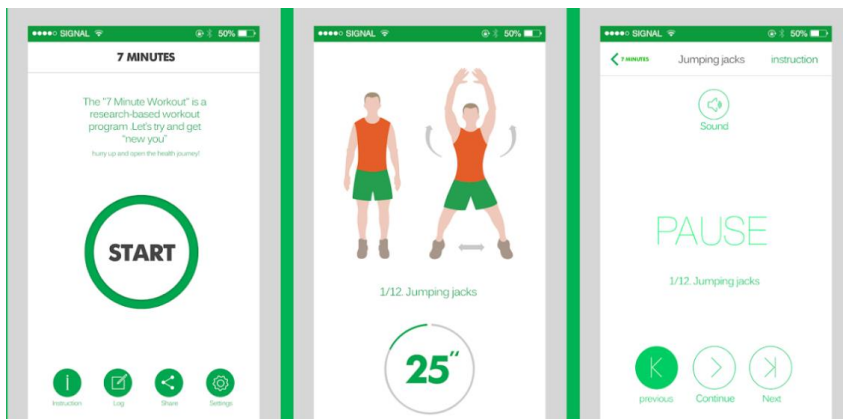 SIGNAL 50%
7 MINUTES
The "7 Minute Workout" is a
research-based workout
program .Let's try and get
"new you"
hurry up and open the health journey!
START
Instruction Log Share Settings
SIGNAL 50%
1/12. Jumping jacks
25"
SIGNAL 50%
7 MINUTES Jumping jacks instruction
Sound
PAUSE
1/12. Jumping jacks
previous Continue Next